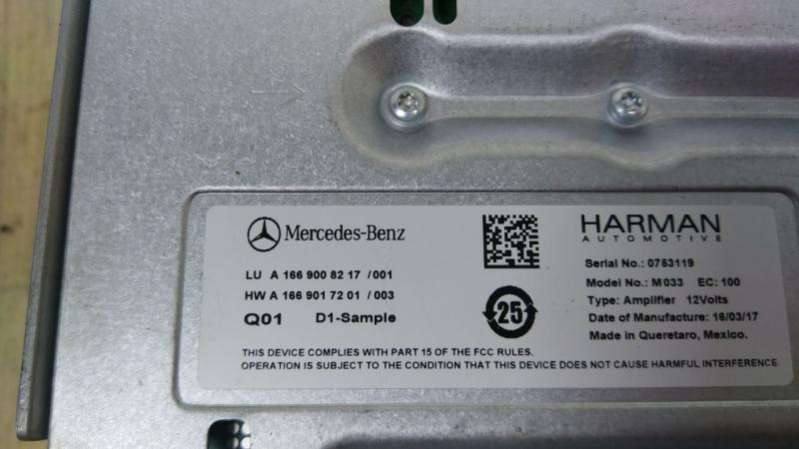 Mercedes-Benz
LU A 166 900 82 17 /001
HW A 166 901 72 01 /003
Q01 D1-Sample
25
HARMAN
AUTOMOTIVE
Serial No.: 0753119
Model No.: M033 EC: 100
Type: Amplifier 12Volts
Date of Manufacture: 16/03/17
Made in Queretaro, Mexico.
THIS DEVICE COMPLIES WITH PART 15 OF THE FCC RULES.
OPERATION IS SUBJECT TO THE CONDITION THAT THIS DEVICE DOES NOT CAUSE HARMFUL INTERFERENCE